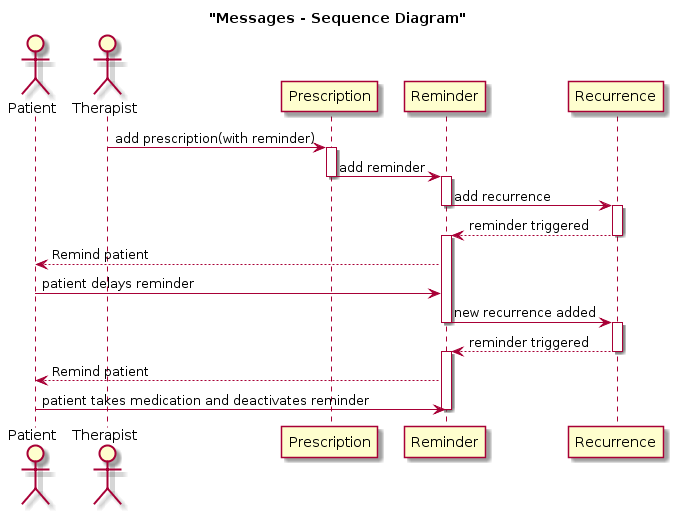 "Messages - Sequence Diagram"
Patient Therapist Prescription Reminder Recurrence
add prescription(with reminder)
add reminder
add recurrence
reminder triggered
Remind patient
patient delays reminder
new recurrence added
reminder triggered
Remind patient
patient takes medication and deactivates reminder
Patient Therapist Prescription Reminder Recurrence